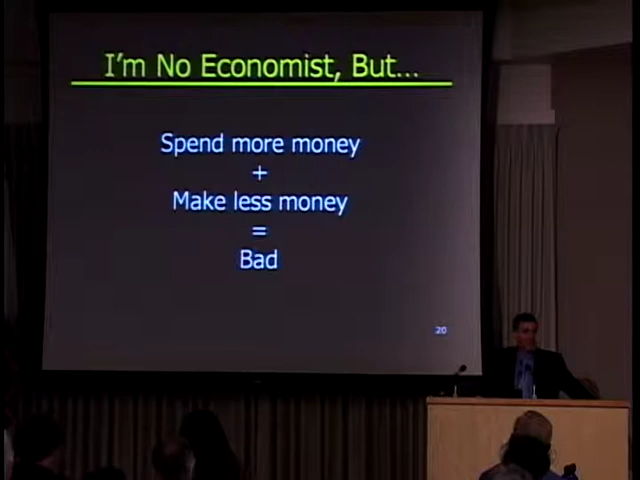 I'm No Economist, But...
Spend more money
+
Make less money
=
Bad
20